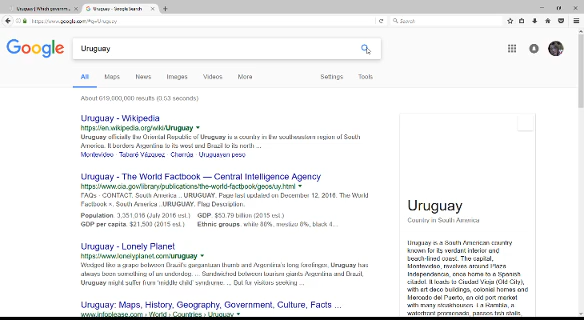 Uruguay | Which governm...
Uruguay - Google Search
Search
Google
Uruguay
All Maps News Images Videos More Settings Tools
About 619,000,000 results (0.53 seconds)
Uruguay - Wikipedia
https://en.wikipedia.org/wiki/Uruguay
Uruguay officially the Oriental Republic of Uruguay is a country in the southeastern region of South
America. It borders Argentina to its west and Brazil to its north ...
Montevideo Tabaré Vázquez Charrúa Uruguayan peso
Uruguay - The World Factbook — Central Intelligence Agency
https://www.cia.gov/library/publications/the-world-factbook/geos/uy.html
FAQs · CONTACT. South America ... URUGUAY. Page last updated on December 12, 2016. The World
Factbook ×. South America .. URUGUAY. Flag Description.
Population: 3,351,016 (July 2016 est.) GDP: $53.79 billion (2015 est.)
GDP per capita: $21,500 (2015 est.) Ethnic groups: white 88%, mestizo 8%, black 4...
Uruguay - Lonely Planet
https://www.lonelyplanet.com/uruguay
Wedged like a grape between Brazil's gargantuan thumb and Argentina's long forefinger, Uruguay has
always been something of an underdog. ... Sandwiched between tourism giants Argentina and Brazil,
Uruguay might suffer from 'middle child' syndrome. ... But for visitors seeking ...
Uruguay: Maps, History, Geography, Government, Culture, Facts ...
www.infoplease.com › World › Countries › Uruguay
Uruguay
Country in South America
Uruguay is a South American country
known for its verdant interior and
beach-lined coast. The capital,
Montevideo, revolves around Plaza
Independencia, once home to a Spanish
citadel. It leads to Ciudad Vieja (Old City),
with art deco buildings, colonial homes and
Mercado del Puerto, an old port market
with many steakhouses. La Rambla, a
waterfront promenade, passes fish stalls,